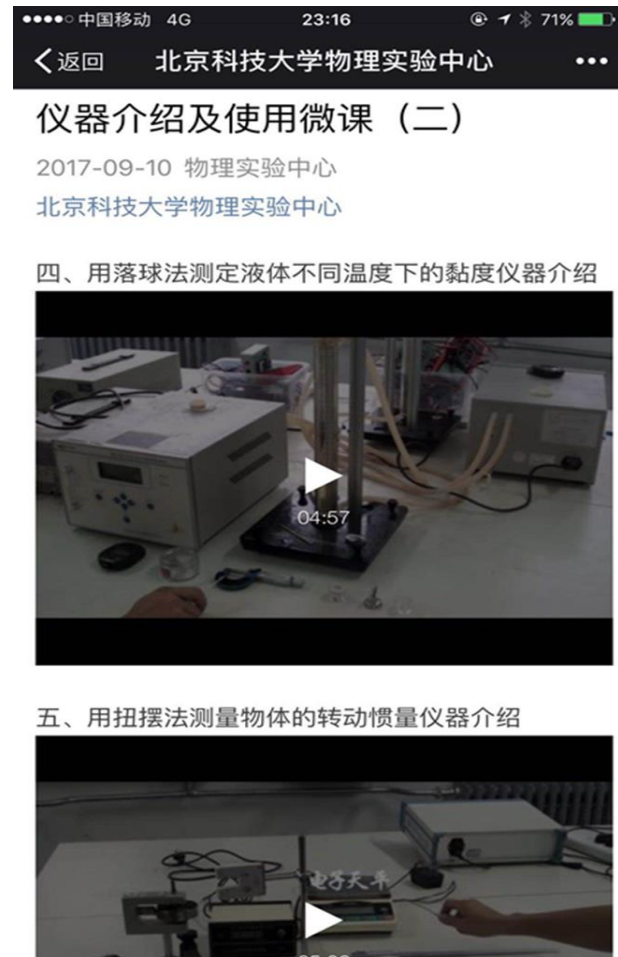 中国移动 4G 23:16 71%
返回 北京科技大学物理实验中心
仪器介绍及使用微课（二）
2017-09-10 物理实验中心
北京科技大学物理实验中心
四、用落球法测定液体不同温度下的黏度仪器介绍
04:57
五、用扭摆法测量物体的转动惯量仪器介绍
电子天平